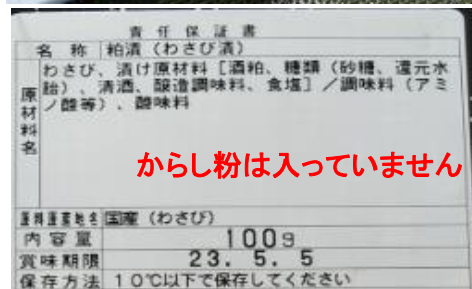 責任保証書
名称 粕漬(わさび漬)
原材料名 わさび、漬け原材料[酒粕、糖類(砂糖、還元水
飴)、清酒、醸造調味料、食塩]/調味料(アミ
ノ酸等)、酸味料
からし粉は入っていません
原料原産地名 国産(わさび)
内容量 100g
賞味期限 23.5.5
保存方法 10℃以下で保存してください